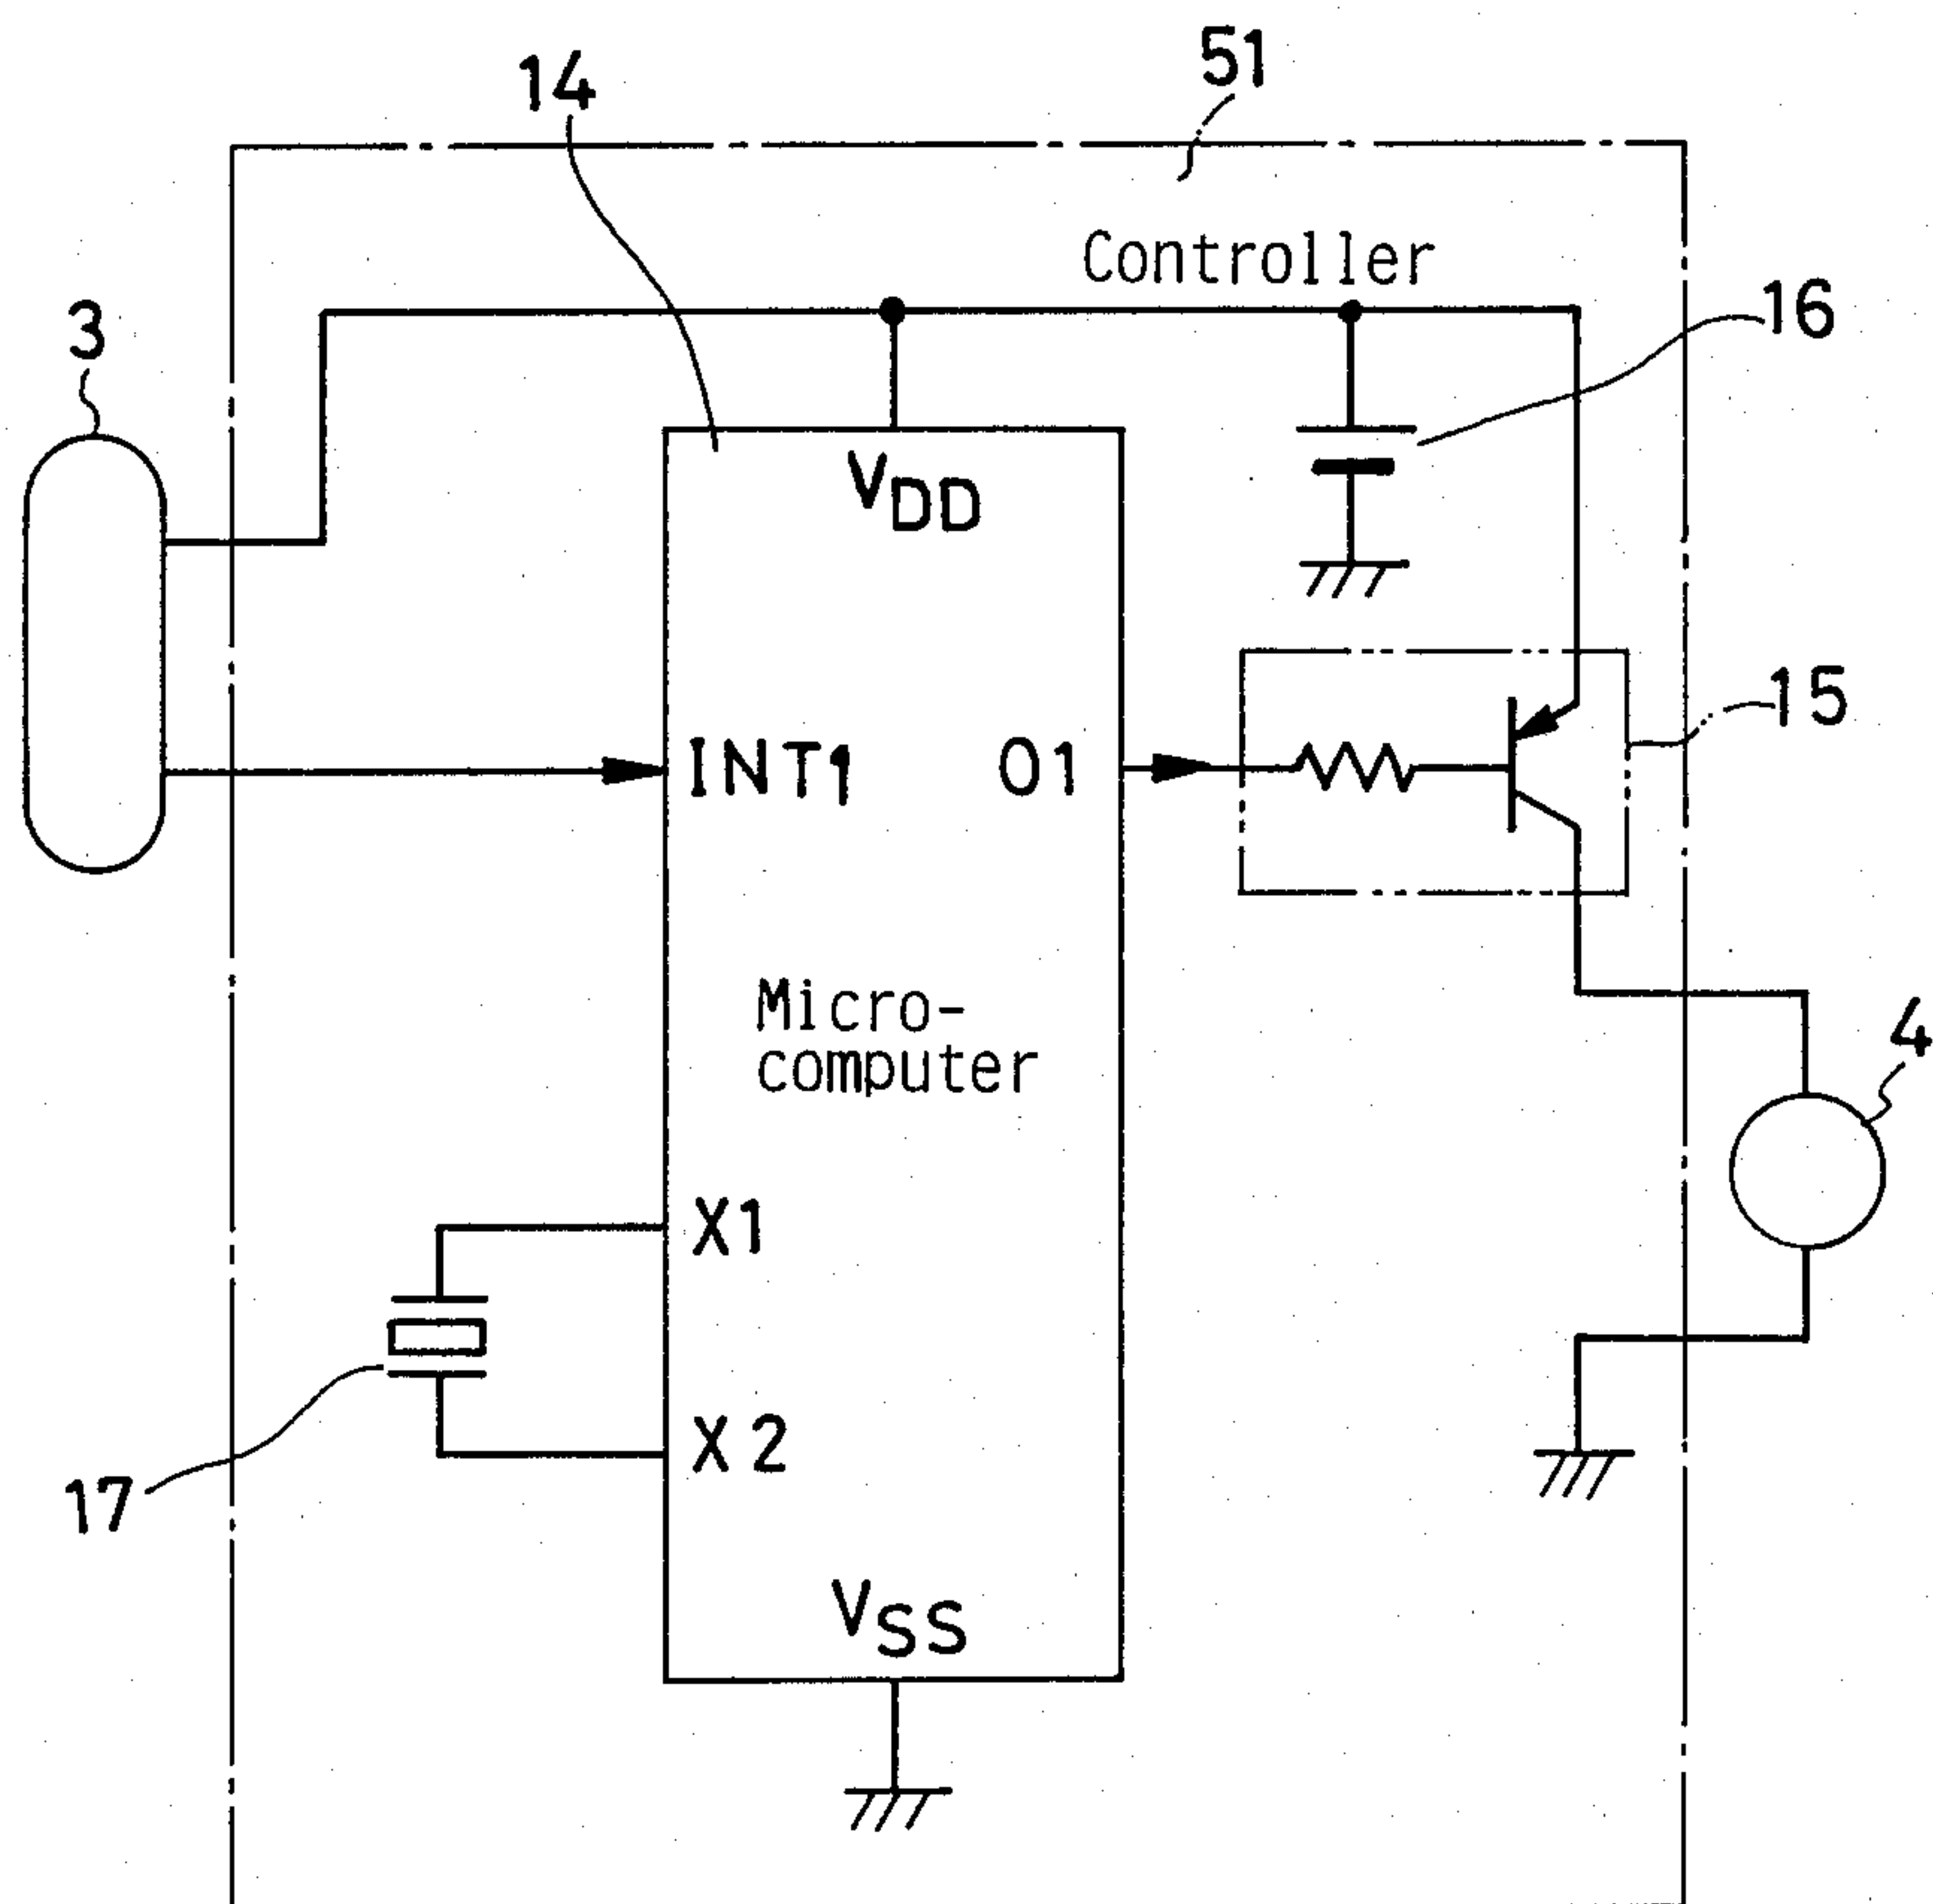 51
14
Controller
16
3
VDD
15
INT1
O1
Micro-
computer
4
X1
X2
17
VSS